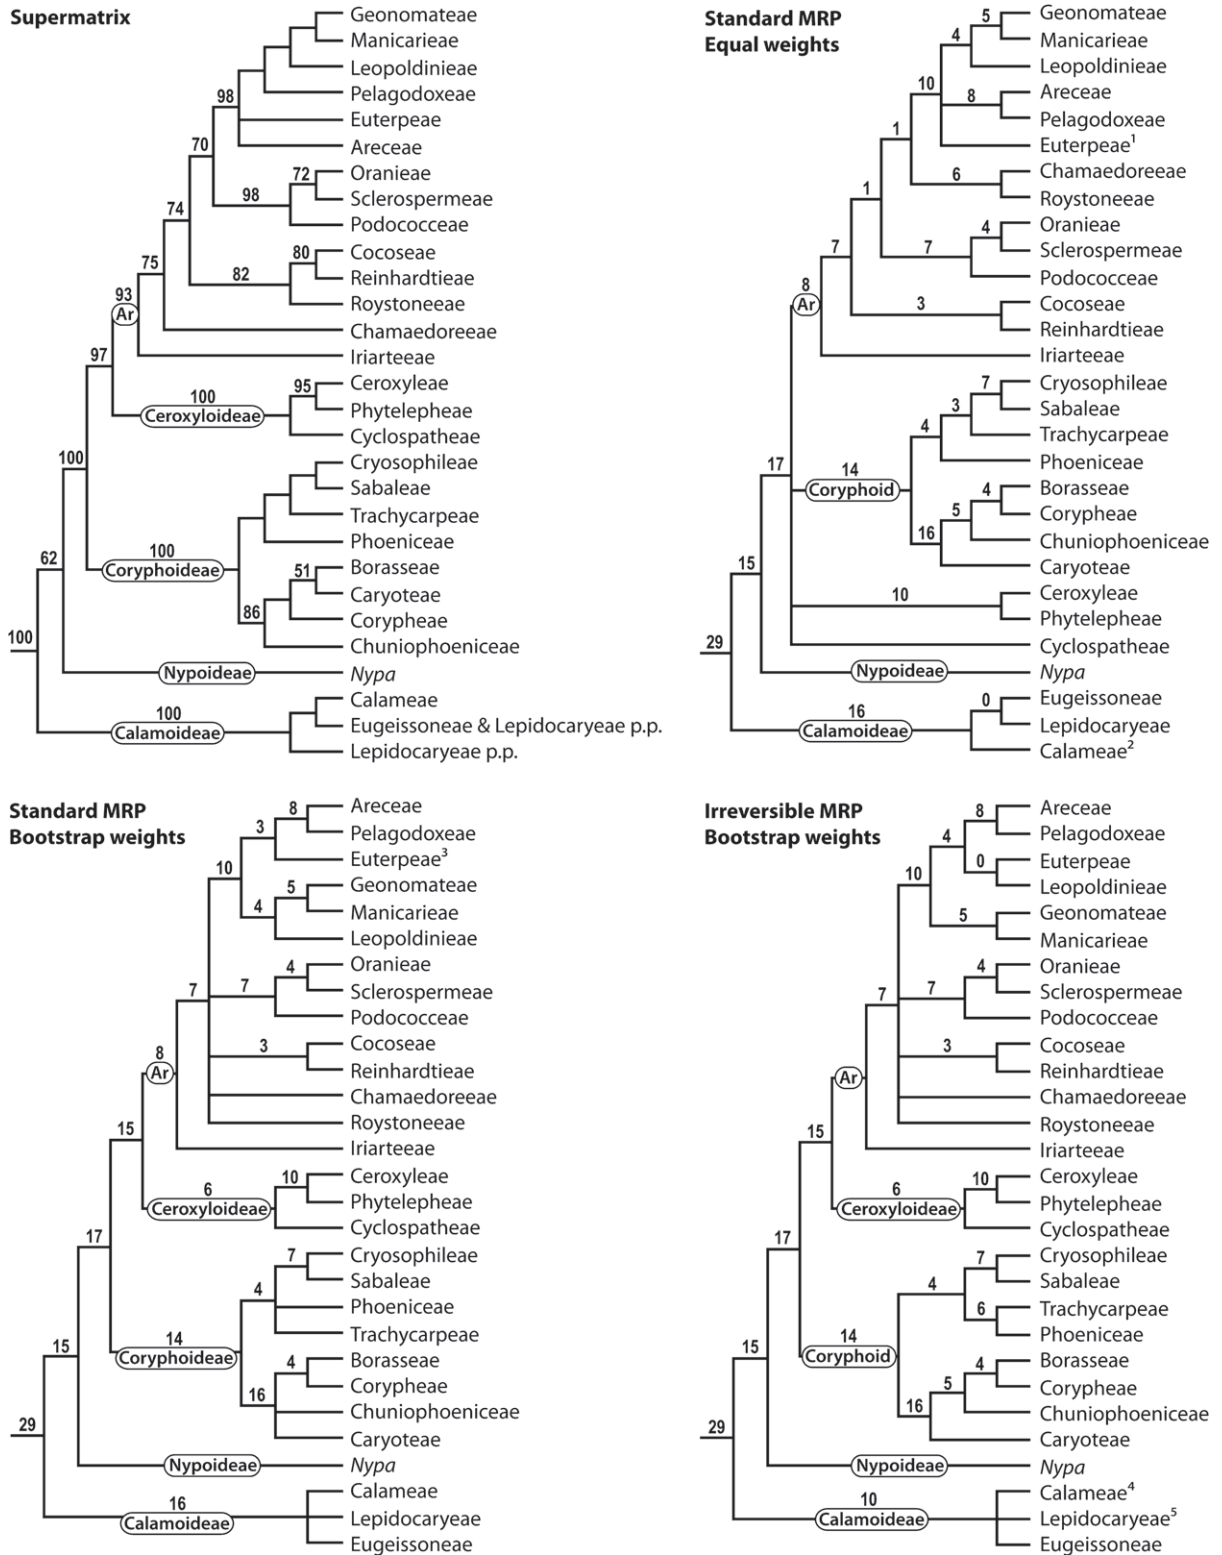 Supermatrix
Geonomateae
Manicarieae
Leopoldinieae
Pelagodoxeae
98
Euterpeae
Areceae
70
Oranieae
72
Sclerospermeae
98
Podococceae
74
Cocoseae
80
Reinhardtieae
82
Roystoneeae
75
Chamaedoreeae
93
Ar
Iriarteeae
97
Ceroxyleae
95
100
Ceroxyloideae
Phytelepheae
Cyclospatheae
100
Cryosophileae
Sabaleae
Trachycarpeae
Phoeniceae
62
100
Coryphoideae
Borasseae
51
Caryoteae
86
Corypheae
Chuniophoeniceae
100
Nypoideae
Nypa
Calameae
100
Calamoideae
Eugeissoneae & Lepidocaryeae p.p.
Lepidocaryeae p.p.
Standard MRP
Equal weights
5
Geonomateae
4
Manicarieae
Leopoldinieae
10
8
Areceae
Pelagodoxeae
1
Euterpeae¹
6
Chamaedoreeae
Roystoneeae
1
4
Oranieae
7
Sclerospermeae
Podococceae
7
8
Ar
3
Cocoseae
Reinhardtieae
Iriarteeae
7
Cryosophileae
3
Sabaleae
4
Trachycarpeae
Phoeniceae
17
14
Coryphoid
4
Borasseae
5
Corypheae
16
Chuniophoeniceae
Caryoteae
15
10
Ceroxyleae
Phytelepheae
29
Cyclospatheae
Nypoideae
Nypa
0
Eugeissoneae
16
Calamoideae
Lepidocaryeae
Calameae²
Standard MRP
Bootstrap weights
8
Areceae
3
Pelagodoxeae
Euterpeae³
10
5
Geonomateae
4
Manicarieae
Leopoldinieae
4
Oranieae
7
7
Sclerospermeae
Podococceae
3
Cocoseae
8
Ar
Reinhardtieae
Chamaedoreeae
Roystoneeae
15
Iriarteeae
10
Ceroxyleae
6
Ceroxyloideae
Phytelepheae
Cyclospatheae
17
7
Cryosophileae
Sabaleae
4
Phoeniceae
Trachycarpeae
15
14
Coryphoideae
4
Borasseae
Corypheae
16
Chuniophoeniceae
Caryoteae
29
Nypoideae
Nypa
Calameae
16
Calamoideae
Lepidocaryeae
Eugeissoneae
Irreversible MRP
Bootstrap weights
8
Areceae
4
Pelagodoxeae
0
Euterpeae
10
Leopoldinieae
5
Geonomateae
Manicarieae
4
Oranieae
7
7
Sclerospermeae
Podococceae
3
Cocoseae
Ar
Reinhardtieae
Chamaedoreeae
Roystoneeae
15
Iriarteeae
10
Ceroxyleae
6
Ceroxyloideae
Phytelepheae
Cyclospatheae
17
7
Cryosophileae
4
Sabaleae
6
Trachycarpeae
Phoeniceae
15
14
Coryphoid
4
Borasseae
5
Corypheae
16
Chuniophoeniceae
Caryoteae
29
Nypoideae
Nypa
Calameae⁴
10
Calamoideae
Lepidocaryeae⁵
Eugeissoneae